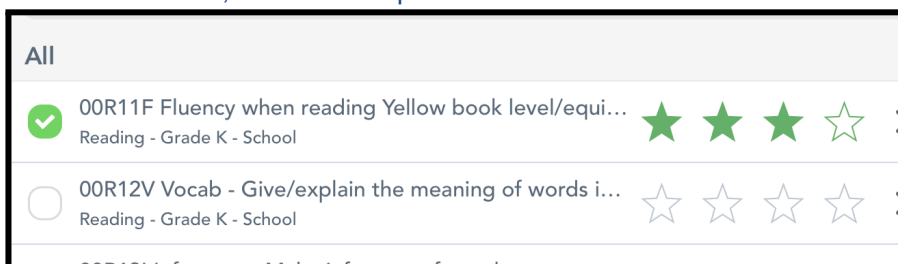 All
00R11F Fluency when reading Yellow book level/equi...
Reading - Grade K - School
00R12V Vocab - Give/explain the meaning of words i...
Reading - Grade K - School